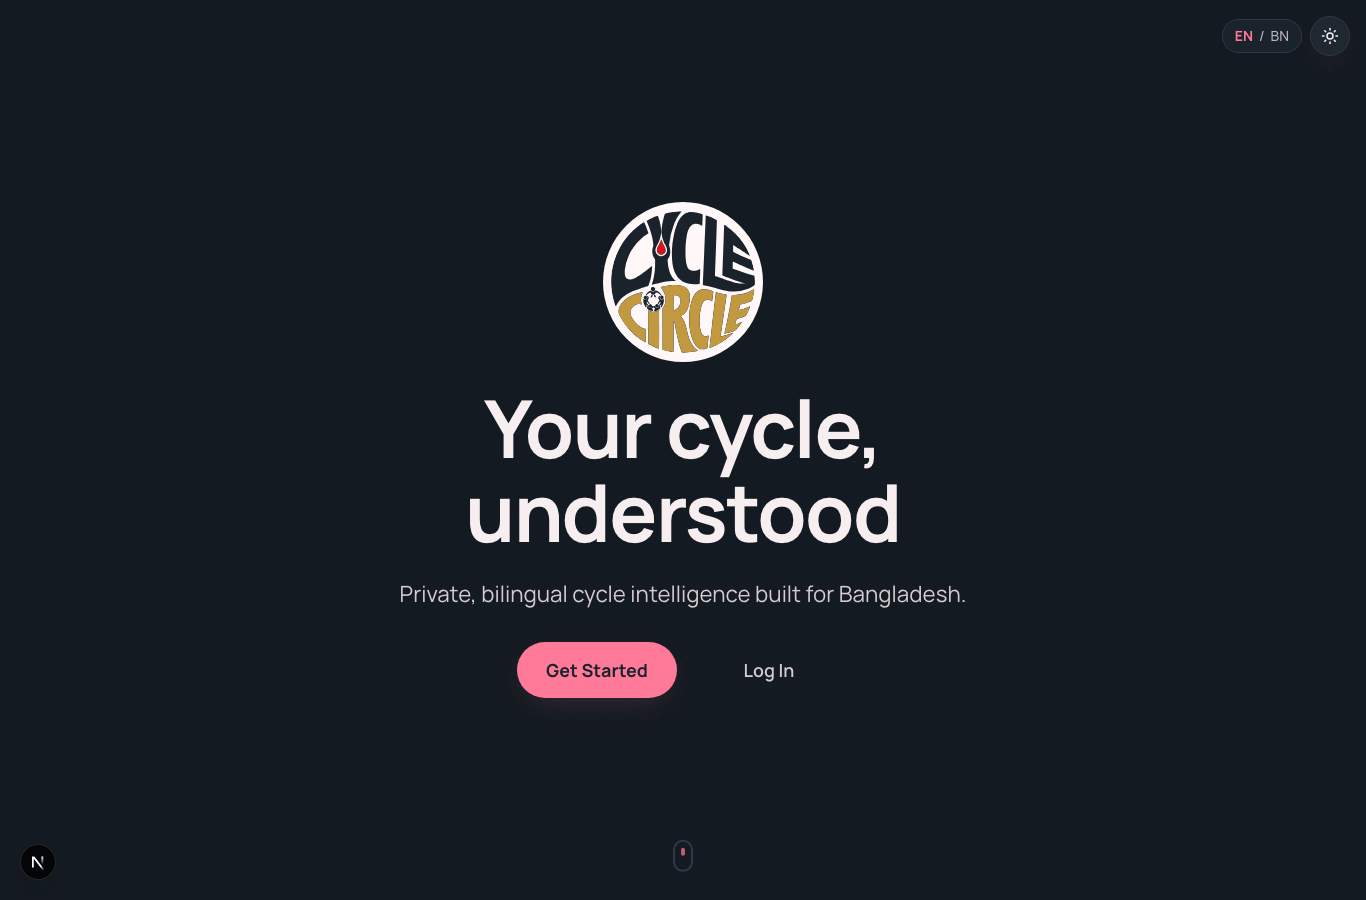 EN / BN
CYCLE
CIRCLE
Your cycle,
understood
Private, bilingual cycle intelligence built for Bangladesh.
Get Started
Log In
N